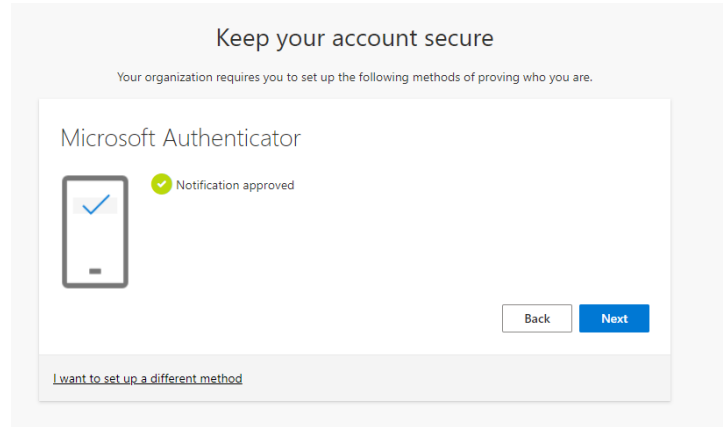 Keep your account secure
Your organization requires you to set up the following methods of proving who you are.
Microsoft Authenticator
Notification approved
Back
Next
I want to set up a different method